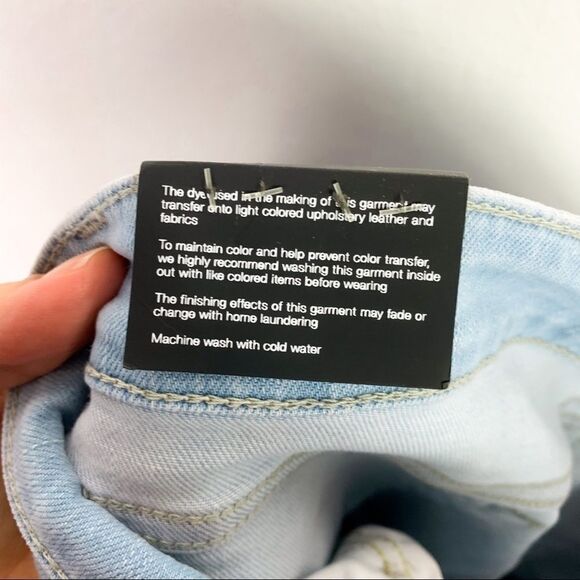 The dye used in the making of this garment may
transfer onto light colored upholstery leather and
fabrics
To maintain color and help prevent color transfer,
we highly recommend washing this garment inside
out with like colored items before wearing
The finishing effects of this garment may fade or
change with home laundering
Machine wash with cold water